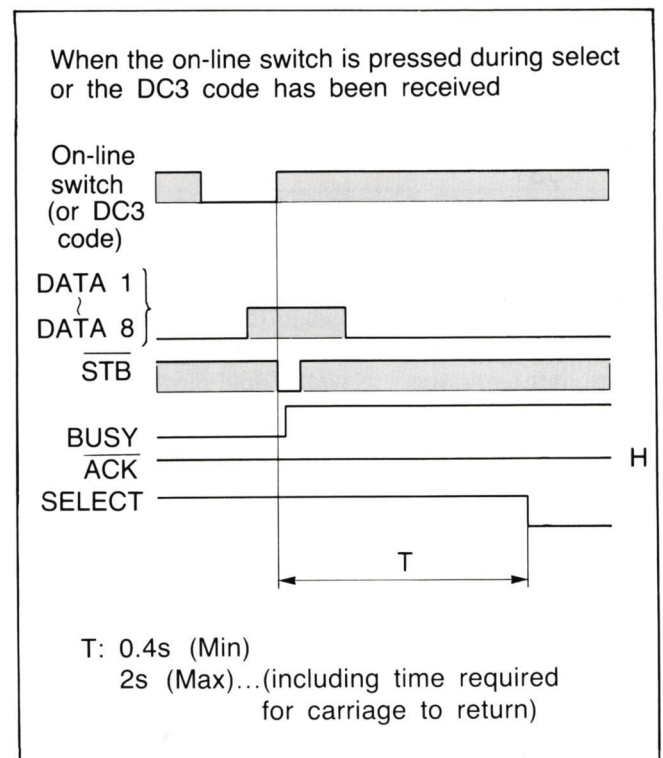 When the on-line switch is pressed during select
or the DC3 code has been received
On-line
switch
(or DC3
code)
DATA 1
~
DATA 8
S̅T̅B̅
BUSY
A̅C̅K̅
H
SELECT
T
T: 0.4s (Min)
2s (Max)...(including time required
for carriage to return)